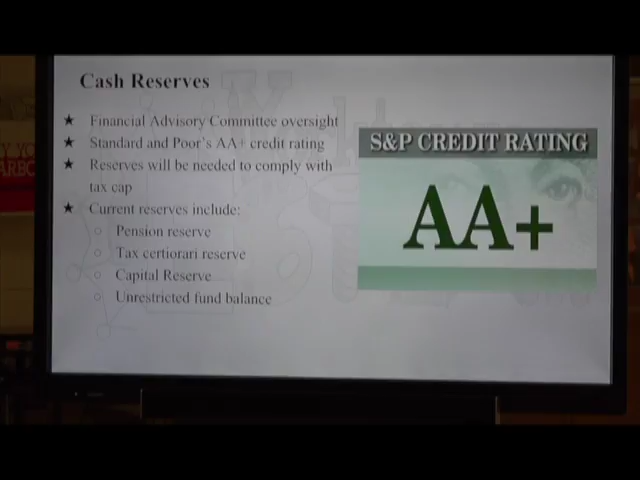 Cash Reserves
★ Financial Advisory Committee oversight
★ Standard and Poor's AA+ credit rating
★ Reserves will be needed to comply with
tax cap
★ Current reserves include:
○ Pension reserve
○ Tax certiorari reserve
○ Capital Reserve
○ Unrestricted fund balance
S&P CREDIT RATING
AA+